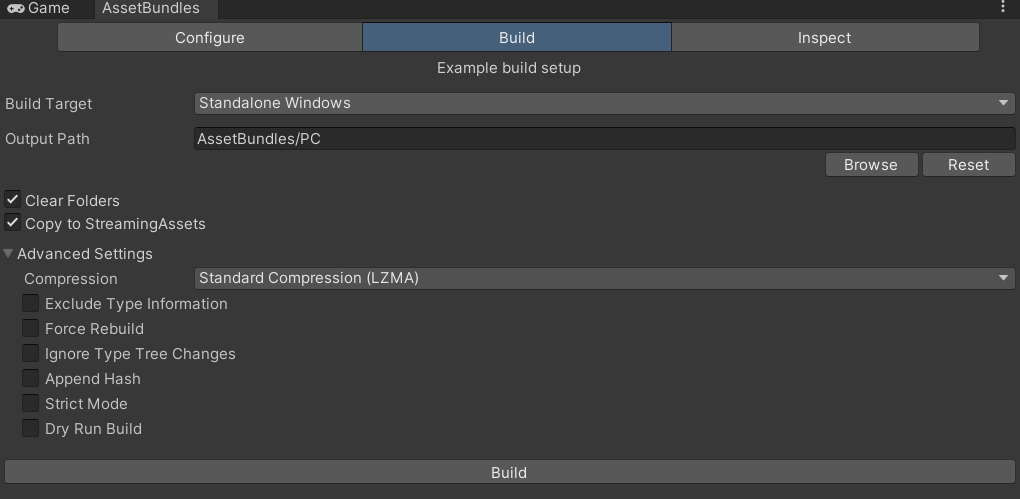 Game AssetBundles
Configure Build Inspect
Example build setup
Build Target Standalone Windows
Output Path AssetBundles/PC
Browse Reset
Clear Folders
Copy to StreamingAssets
Advanced Settings
Compression Standard Compression (LZMA)
Exclude Type Information
Force Rebuild
Ignore Type Tree Changes
Append Hash
Strict Mode
Dry Run Build
Build